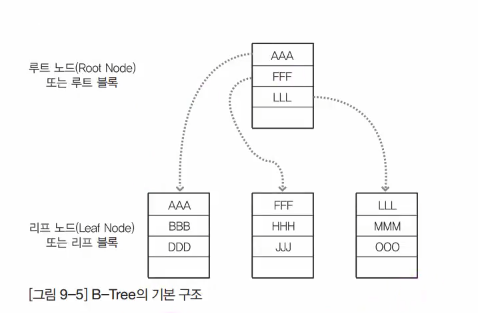 루트 노드(Root Node)
또는 루트 블록
AAA
FFF
LLL
리프 노드(Leaf Node)
또는 리프 블록
AAA
BBB
DDD
FFF
HHH
JJJ
LLL
MMM
OOO
[그림 9-5] B-Tree의 기본 구조